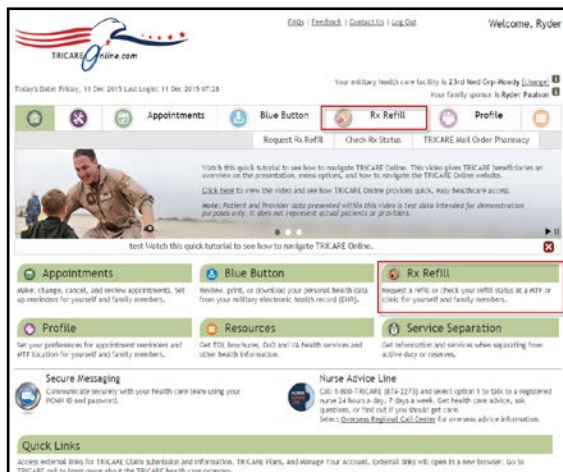 FAQs | Feedback | Contact Us | Log Out
Welcome, Ryder
TRICARE Online.com
Today's Date: Friday, 11 Dec 2015 Last Login: 11 Dec 2015 07:28
Your military health care facility is 23rd Med Grp-Moody [change]
Your family sponsor is Ryder Paulson
Appointments
Blue Button
Rx Refill
Profile
Request Rx Refill
Check Rx Status
TRICARE Mail Order Pharmacy
Watch this quick tutorial to see how to navigate TRICARE Online. This video gives TRICARE beneficiaries an
overview on the presentation, menu options, and how to navigate the TRICARE Online website.
Click here to view the video and see how TRICARE Online provides quick, easy healthcare access.
Note: Patient and Provider data presented within this video is test data intended for demonstration
purposes only. It does not represent actual patients or providers.
test Watch this quick tutorial to see how to navigate TRICARE Online.
Appointments
Make, change, cancel, and review appointments. Set
up reminders for yourself and family members.
Blue Button
Review, print, or download your personal health data
from your military electronic health record (EHR).
Rx Refill
Request a refill or check your refill status at a MTF or
clinic for yourself and family members.
Profile
Set your preferences for appointment reminders and
MTF location for yourself and family members.
Resources
Get TOL brochures, DoD and VA health services and
other health information.
Service Separation
Get information and services when separating from
active duty or reserves.
Secure Messaging
Communicate securely with your health care team using your
PCMH ID and password.
Nurse Advice Line
Call 1-800-TRICARE (874-2273) and select option 1 to talk to a registered
nurse 24 hours a day, 7 days a week. Get health care advice, ask
questions, or find out if you should get care.
Select Overseas Regional Call Center for overseas advice information.
Quick Links
Access external links for TRICARE Claim submission and information, TRICARE Plans, and Manage Your Account. External links will open in a new browser. Go to